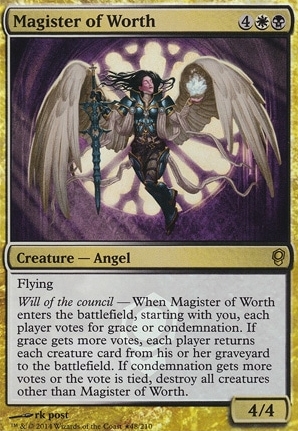 Magister of Worth 4
Creature — Angel
Flying
Will of the council — When Magister of Worth
enters the battlefield, starting with you, each
player votes for grace or condemnation. If
grace gets more votes, each player returns
each creature card from his or her graveyard
to the battlefield. If condemnation gets more
votes or the vote is tied, destroy all creatures
other than Magister of Worth.
4/4
rk post
™ & © 2014 Wizards of the Coast 48/210